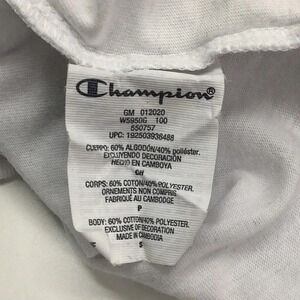 Champion®
GM 012020
W5950G 100
550757
UPC: 192503936488
CUERPO: 60% ALGODÓN/40% poliéster.
EXCLUYENDO DECORACIÓN
HECHO EN CAMBOYA
CORPS: 60% COTON/40% POLYESTER.
ORNEMENTS NON COMPRIS.
FABRIQUÉ AU CAMBODGE
P
BODY: 60% COTTON/40% POLYESTER.
EXCLUSIVE OF DECORATION
MADE IN CAMBODIA
S